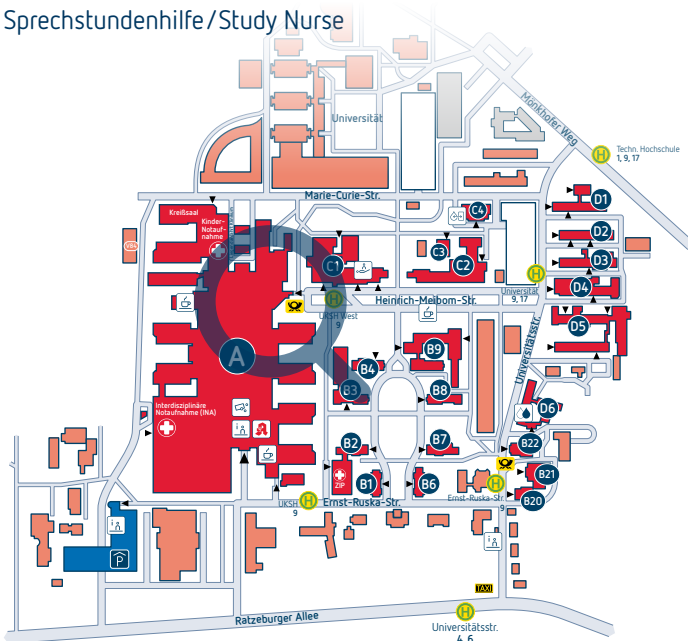 Sprechstundenhilfe/Study Nurse
Mönkhofer Weg
Universität
H
Techn. Hochschule
1, 9, 17
Marie-Curie-Str.
Kreißsaal
Kinder-
Notauf-
nahme
V84
C4
D1
D2
C3
C1
C2
D3
H
Universität
9, 17
D4
H
UKSH West
9
Heinrich-Meibom-Str.
D5
Universitätsstr.
A
B9
B4
B3
B8
Interdisziplinäre
Notaufnahme (INA)
D6
B2
B7
B22
ZIP
B1
B6
B21
B20
UKSH
9
H
Ernst-Ruska-Str.
Ernst-Ruska-Str.
9
H
P
TAXI
Ratzeburger Allee
H
Universitätsstr.
4, 6